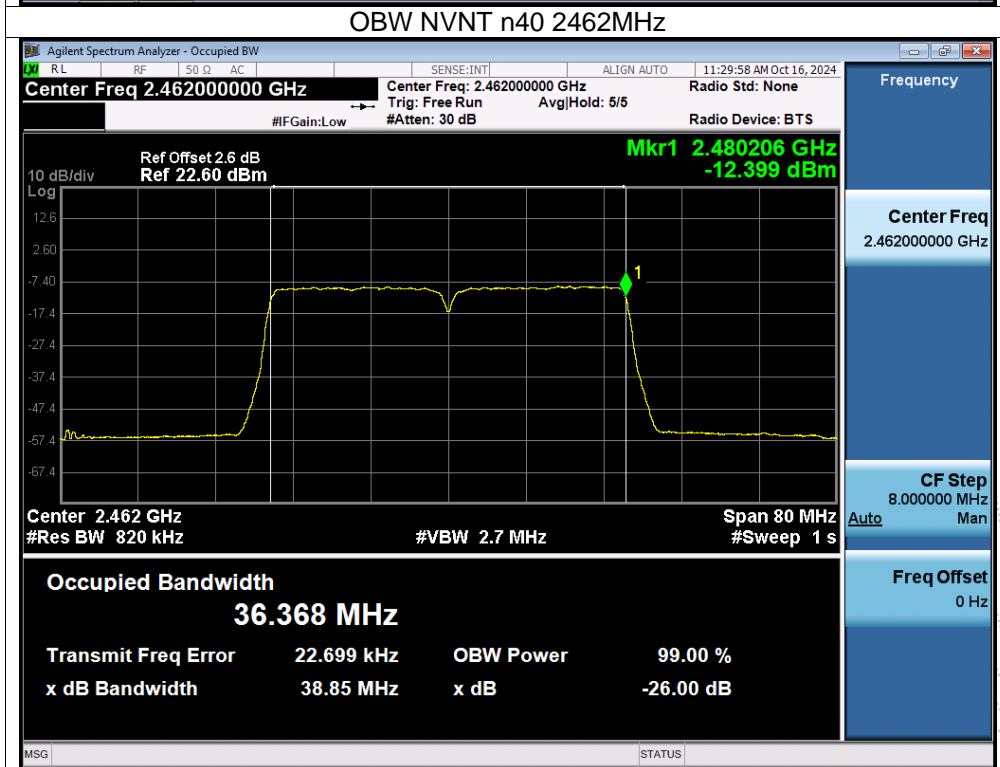 OBW NVNT n40 2462MHz
Agilent Spectrum Analyzer - Occupied BW
LXI RL RF 50 Ω AC SENSE:INT ALIGN AUTO 11:29:58 AM Oct 16, 2024
Center Freq 2.462000000 GHz
Center Freq: 2.462000000 GHz Radio Std: None
Trig: Free Run Avg|Hold: 5/5
#IFGain:Low #Atten: 30 dB Radio Device: BTS
Frequency
Mkr1 2.480206 GHz
-12.399 dBm
Ref Offset 2.6 dB
10 dB/div Ref 22.60 dBm
Log
12.6
2.60
-7.40
-17.4
-27.4
-37.4
-47.4
-57.4
-67.4
1
Center 2.462 GHz Span 80 MHz
#Res BW 820 kHz #VBW 2.7 MHz #Sweep 1 s
Occupied Bandwidth
36.368 MHz
Transmit Freq Error 22.699 kHz OBW Power 99.00 %
x dB Bandwidth 38.85 MHz x dB -26.00 dB
Center Freq
2.462000000 GHz
CF Step
8.000000 MHz
Auto Man
Freq Offset
0 Hz
MSG STATUS